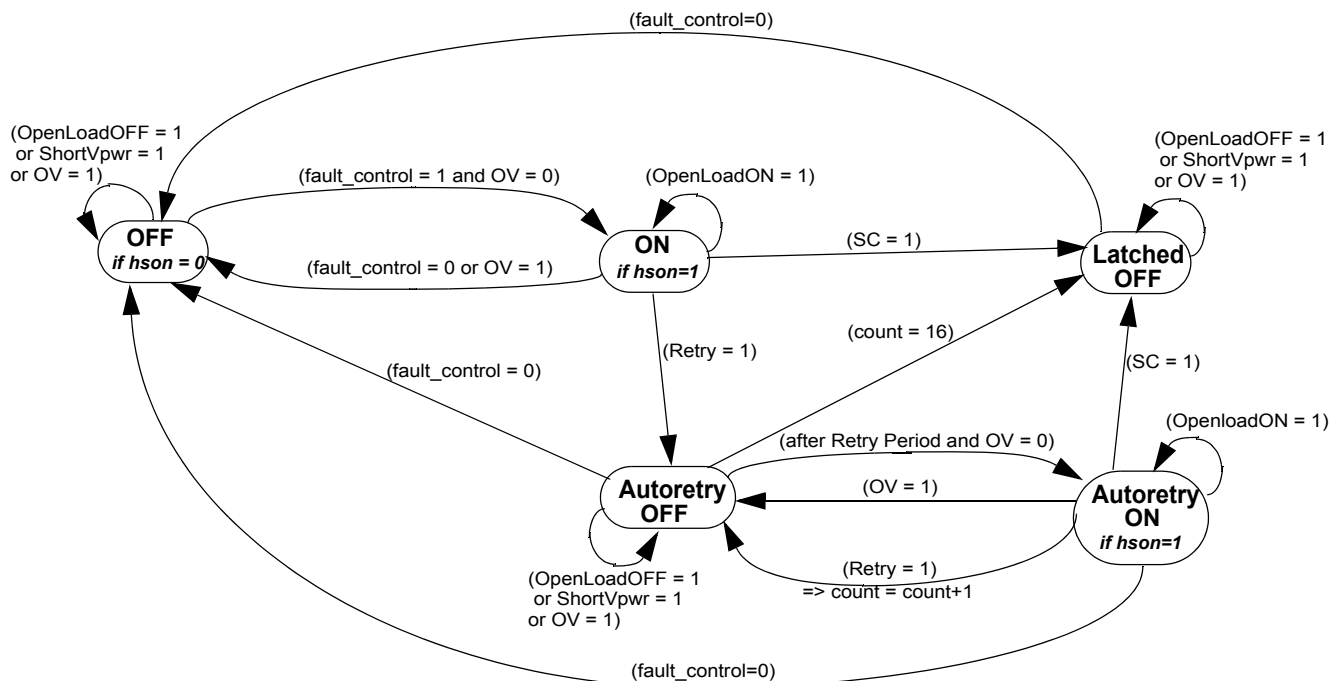 (fault_control=0)
(OpenLoadOFF = 1
or ShortVpwr = 1
or OV = 1)
(fault_control = 1 and OV = 0)
(OpenLoadON = 1)
(OpenLoadOFF = 1
or ShortVpwr = 1
or OV = 1)
OFF
if hson = 0
(fault_control = 0 or OV = 1)
ON
if hson=1
(SC = 1)
Latched
OFF
(Retry = 1)
(count = 16)
(fault_control = 0)
(SC = 1)
(OpenloadON = 1)
(after Retry Period and OV = 0)
Autoretry
OFF
(OV = 1)
Autoretry
ON
if hson=1
(Retry = 1)
=> count = count+1
(OpenLoadOFF = 1
or ShortVpwr = 1
or OV = 1)
(fault_control=0)